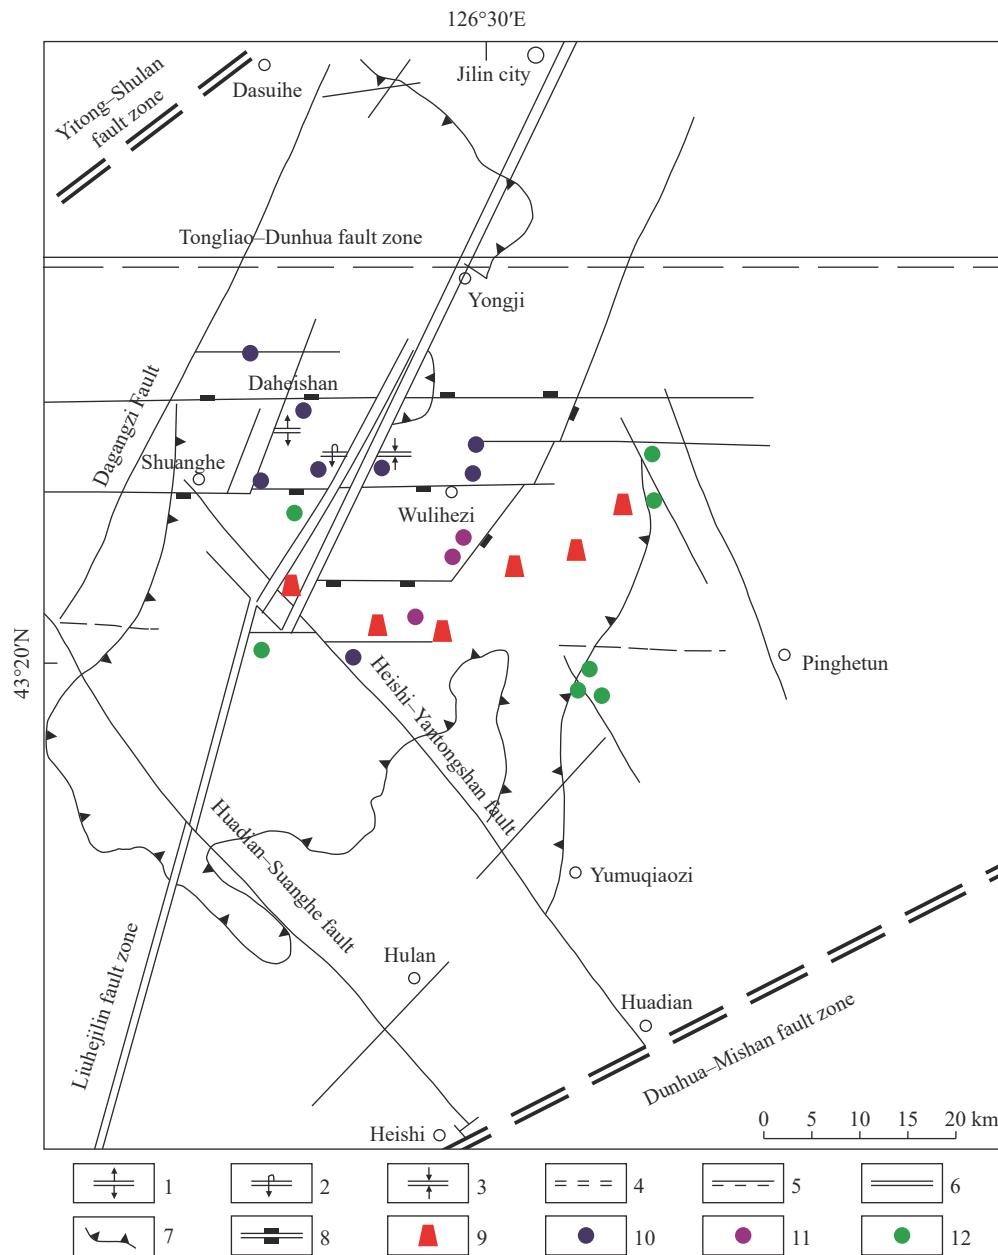 126°30′E
Jilin city
Dasuihe
Yitong–Shulan
fault zone
Tongliao–Dunhua fault zone
Yongji
Daheishan
Dagangzi Fault
Shuanghe
Wulihezi
43°20′N
Pinghetun
Heishi–Yantongshan fault
Huadian–Suanghe fault
Yumuqiaozi
Hulan
Liuhejilin fault zone
Huadian
Dunhua–Mishan fault zone
Heishi
0 5 10 15 20 km
1 2 3 4 5 6
7 8 9 10 11 12